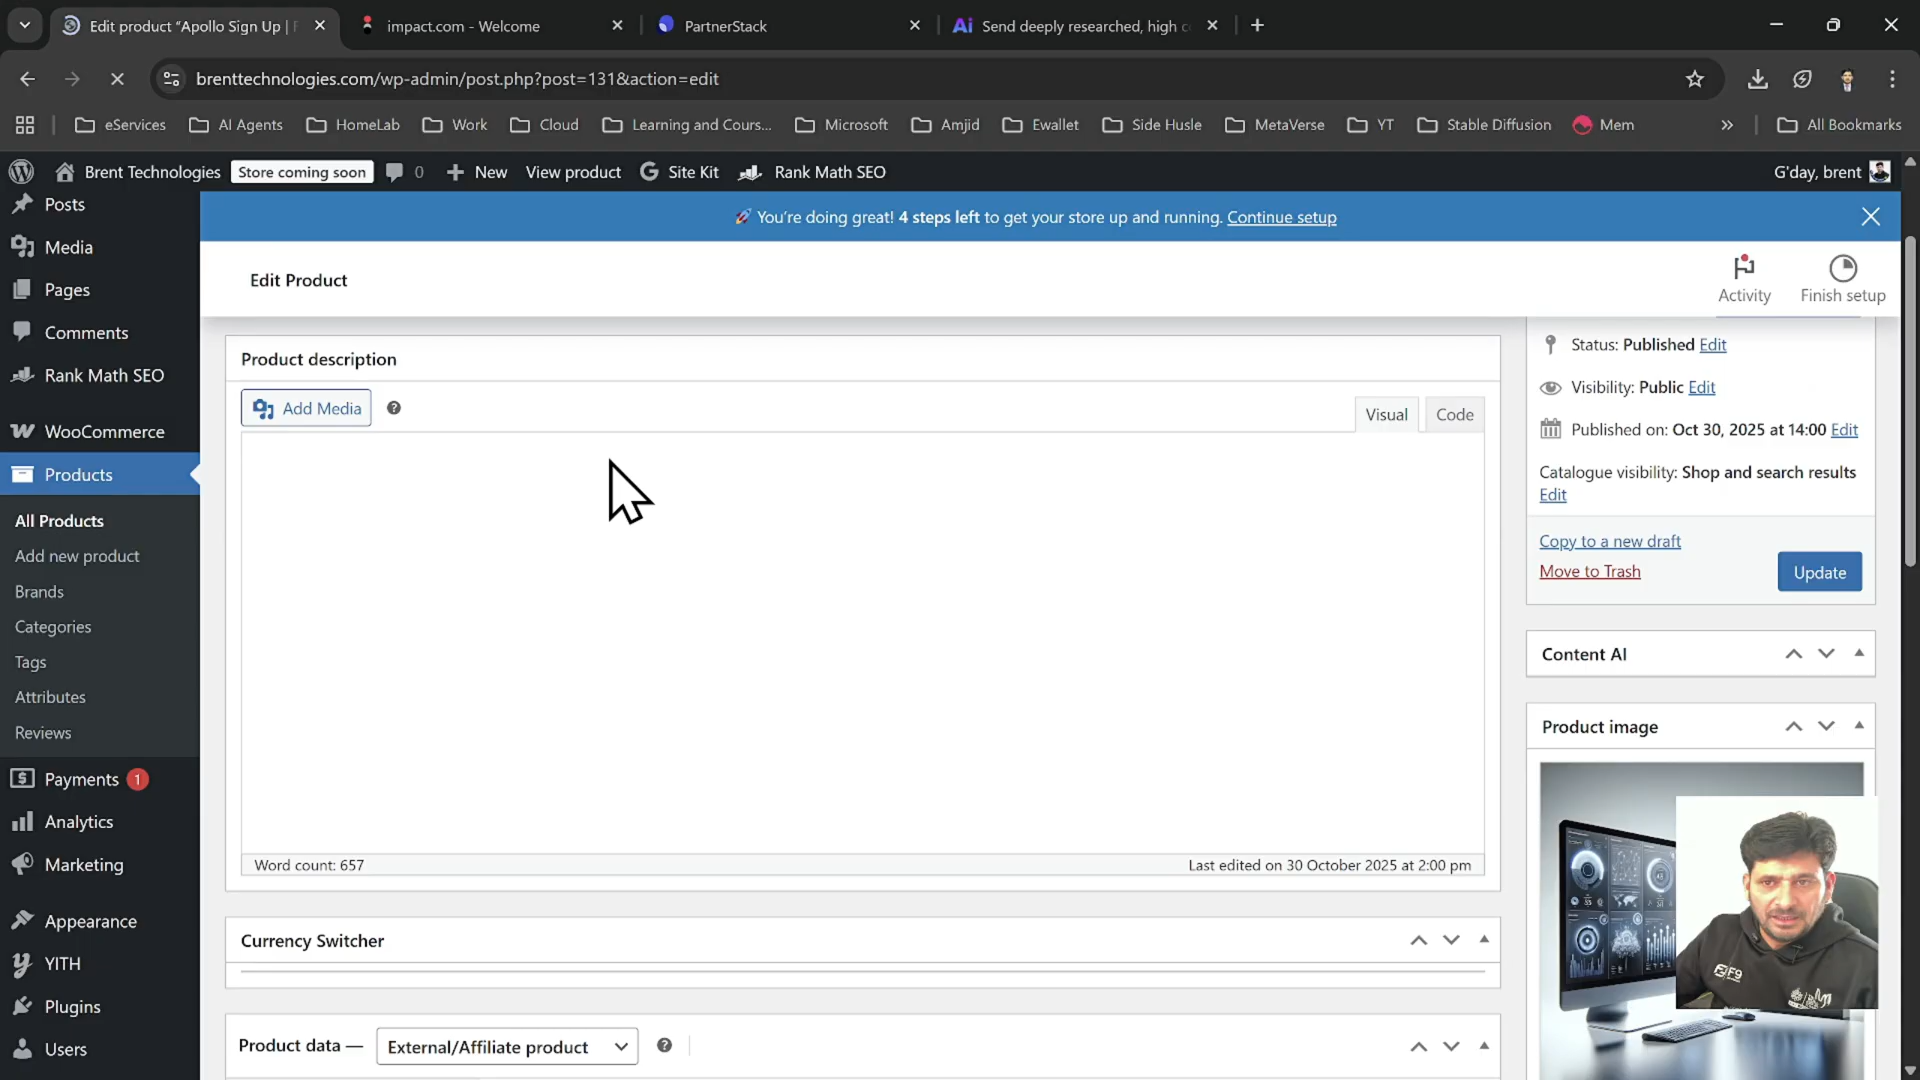 Edit product "Apollo Sign Up |
impact.com - Welcome
PartnerStack
Ai Send deeply researched, high c
brenttechnologies.com/wp-admin/post.php?post=131&action=edit
eServices
AI Agents
HomeLab
Work
Cloud
Learning and Cours...
Microsoft
Amjid
Ewallet
Side Husle
MetaVerse
YT
Stable Diffusion
Mem
All Bookmarks
Brent Technologies
Store coming soon
0
New
View product
Site Kit
Rank Math SEO
G'day, brent
🚀 You're doing great! 4 steps left to get your store up and running. Continue setup
Edit Product
Activity
Finish setup
Posts
Media
Pages
Comments
Rank Math SEO
WooCommerce
Products
All Products
Add new product
Brands
Categories
Tags
Attributes
Reviews
Payments 1
Analytics
Marketing
Appearance
YITH
Plugins
Users
Product description
Add Media
Visual
Code
Word count: 657
Last edited on 30 October 2025 at 2:00 pm
Currency Switcher
Product data — External/Affiliate product
Status: Published Edit
Visibility: Public Edit
Published on: Oct 30, 2025 at 14:00 Edit
Catalogue visibility: Shop and search results
Edit
Copy to a new draft
Move to Trash
Update
Content AI
Product image
F9